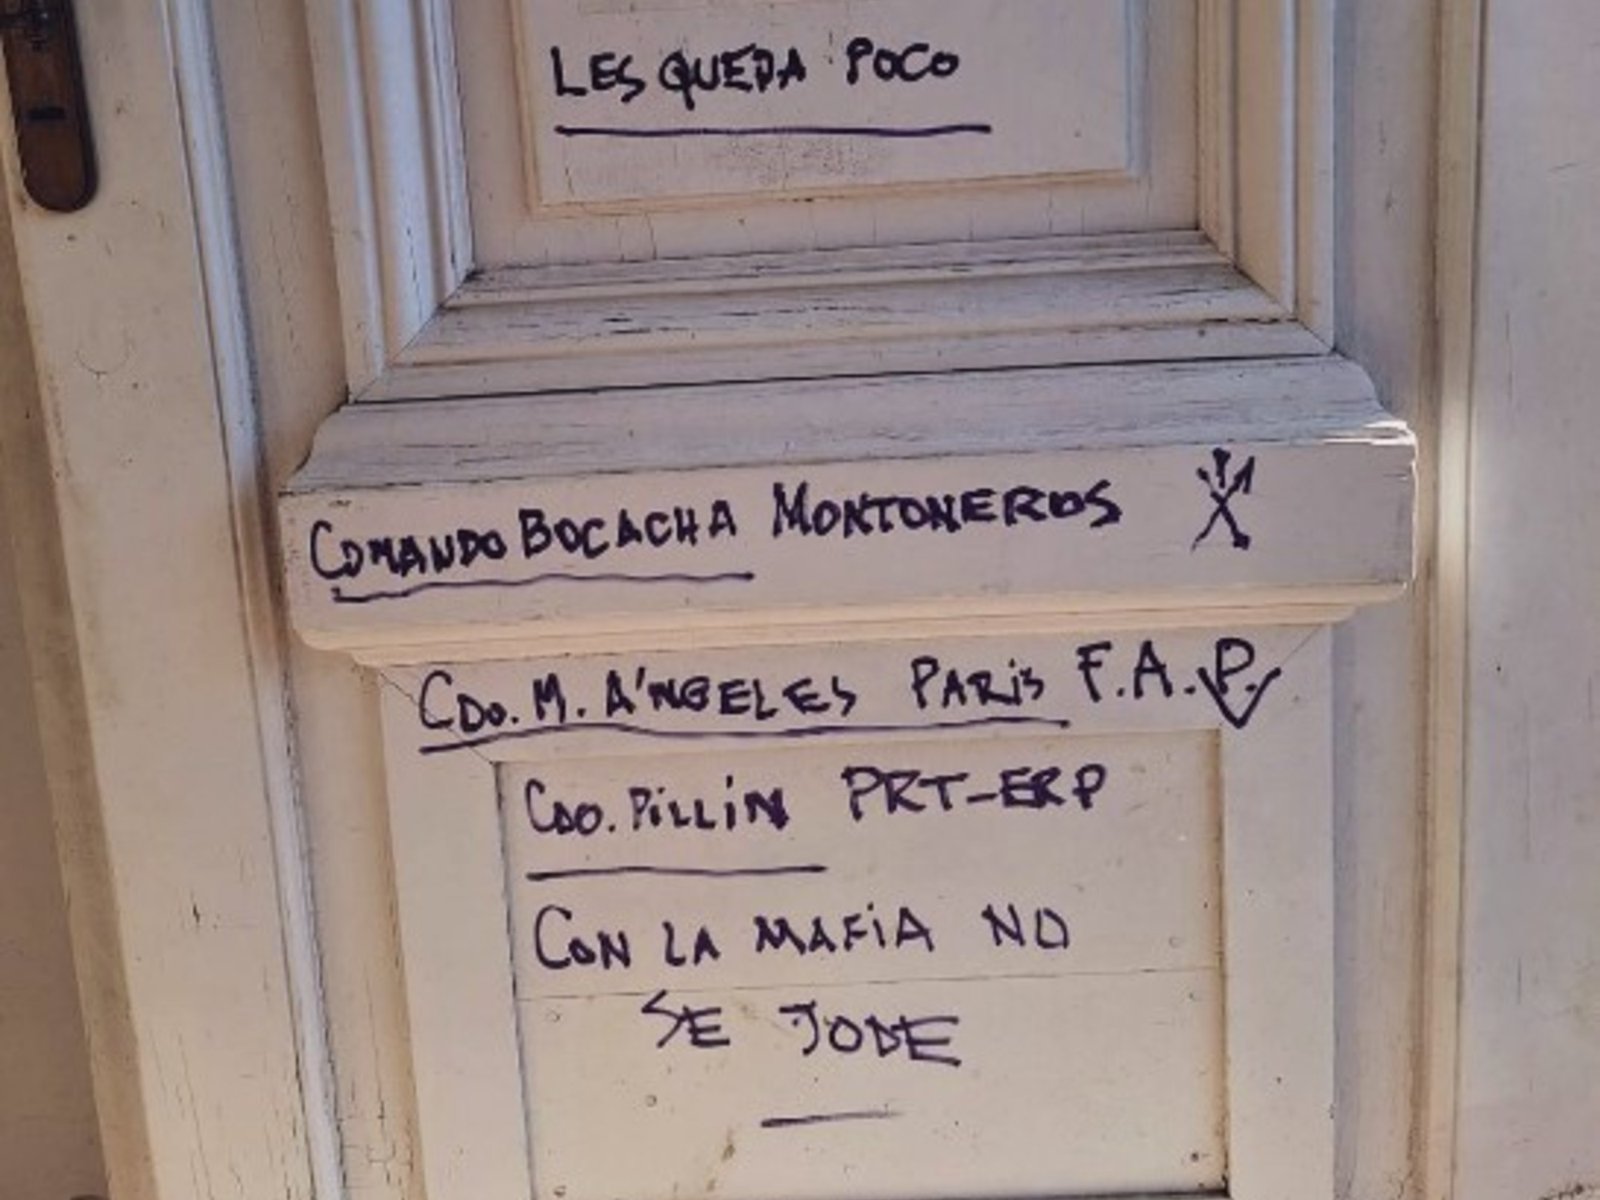 LES QUEDA POCO
COMANDO BOCACHA MONTONEROS
CDO. M. A'NGELES PARIS F.A.P.
CDO. PILLIN PRT-ERP
CON LA MAFIA NO
SE JODE